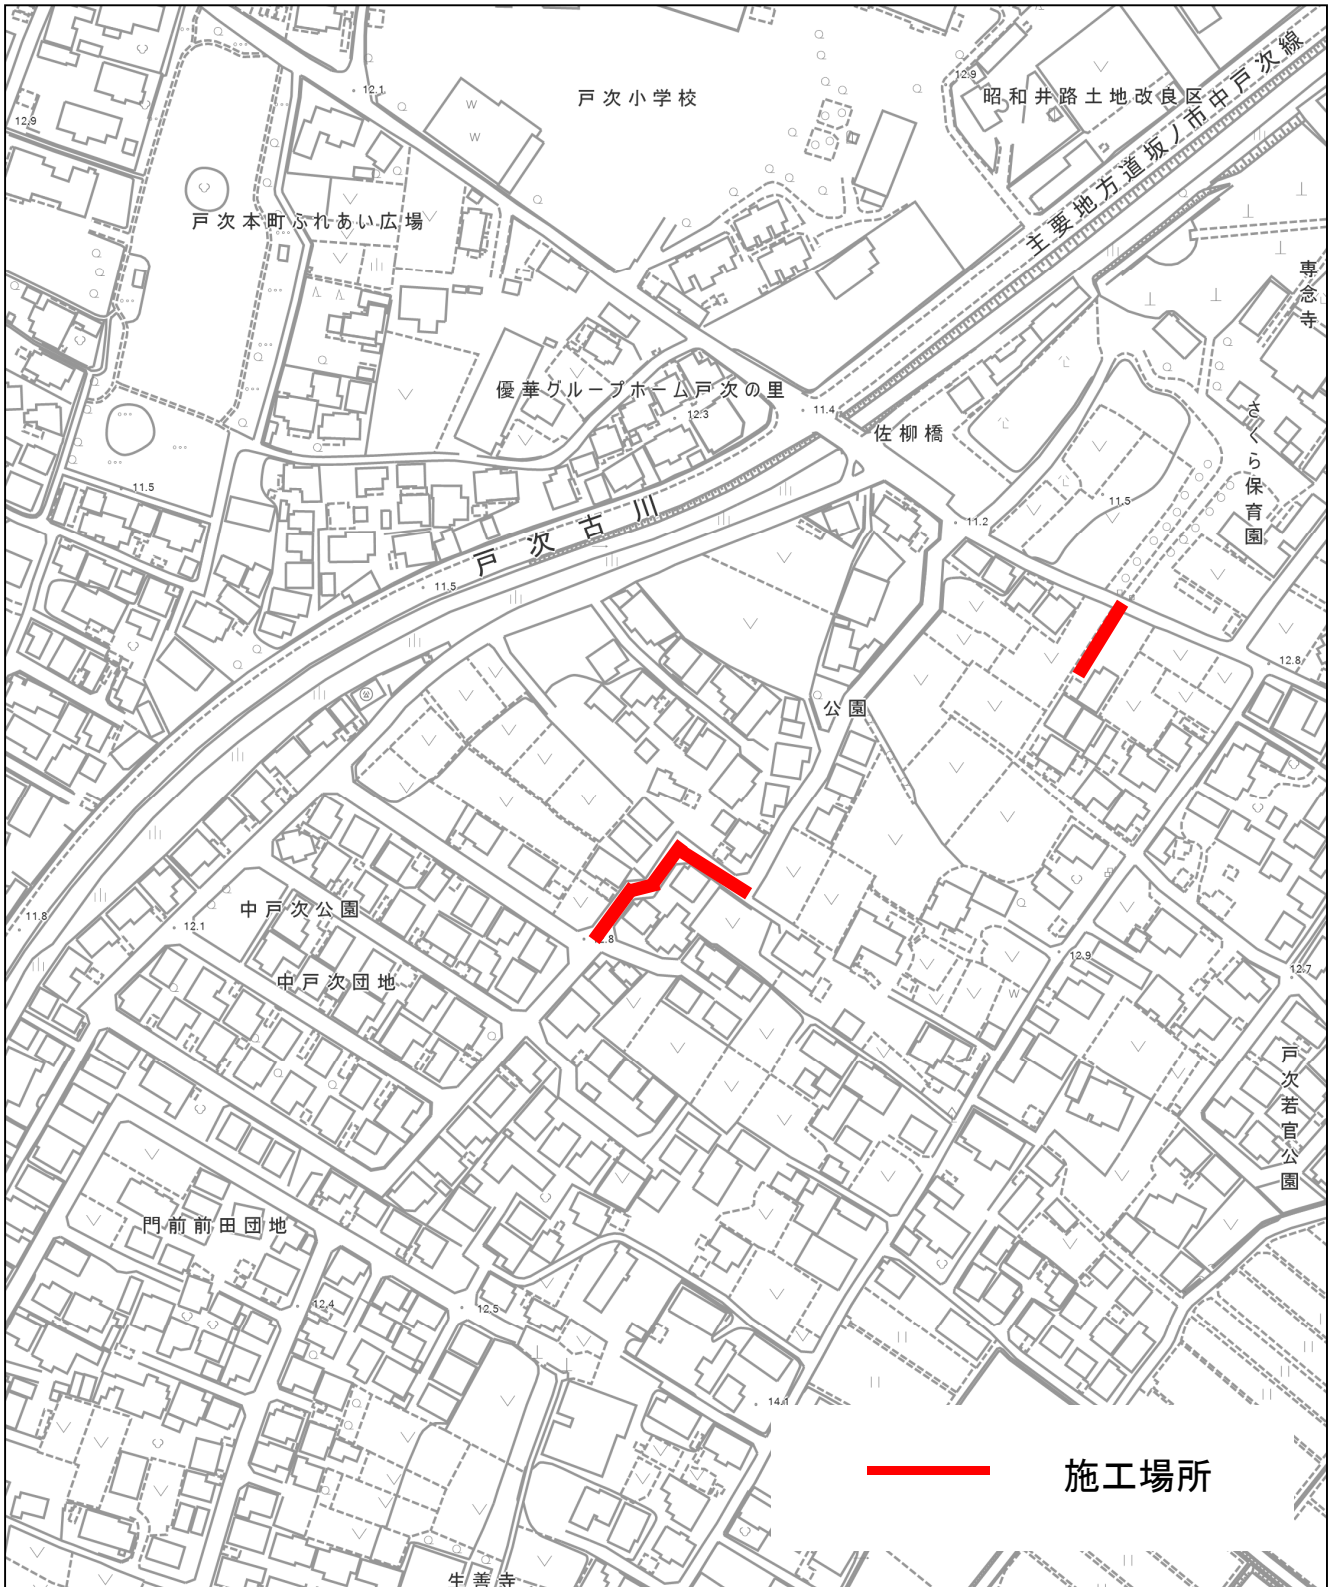 戸次小学校
昭和井路土地改良区
主要地方道坂ノ市中戸次線
12.1
12.9
12.9
戸次本町ふれあい広場
専念寺
優華グループホーム戸次の里
12.3
11.4
佐柳橋
さくら保育園
11.5
11.5
11.2
戸次古川
11.5
12.8
公園
中戸次公園
11.8
12.1
12.8
12.9
12.7
中戸次団地
戸次若宮公園
門前前田団地
12.4
12.5
14.1
施工場所
生善寺